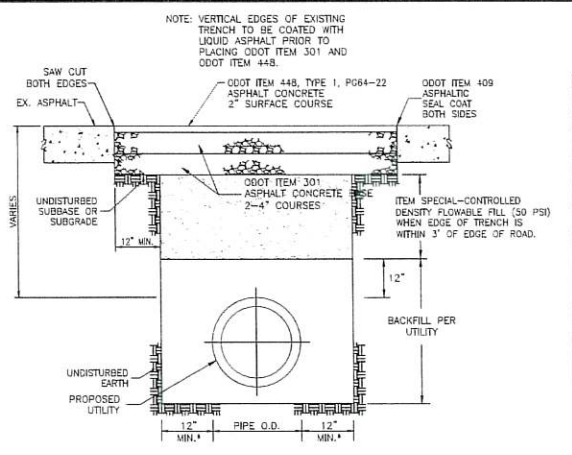 NOTE: VERTICAL EDGES OF EXISTING
TRENCH TO BE COATED WITH
LIQUID ASPHALT PRIOR TO
PLACING ODOT ITEM 301 AND
ODOT ITEM 448.
SAW CUT
BOTH EDGES
EX. ASPHALT
ODOT ITEM 448, TYPE 1, PG64-22
ASPHALT CONCRETE
2" SURFACE COURSE
ODOT ITEM 409
ASPHALTIC
SEAL COAT
BOTH SIDES
UNDISTURBED
SUBBASE OR
SUBGRADE
ODOT ITEM 301
ASPHALT CONCRETE BASE
2-4" COURSES
VARIES
12" MIN.
ITEM SPECIAL-CONTROLLED
DENSITY FLOWABLE FILL (50 PSI)
WHEN EDGE OF TRENCH IS
WITHIN 3' OF EDGE OF ROAD.
12"
BACKFILL PER
UTILITY
UNDISTURBED
EARTH
PROPOSED
UTILITY
12" PIPE O.D. 12"
MIN.* MIN.*